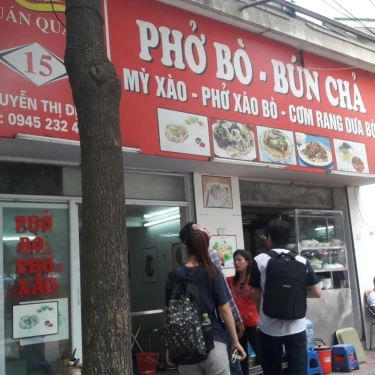 QUÁN QUA
15
UYỄN THỊ Đ
: 0945 232 4
PHỞ BÒ - BÚN CHẢ
MỲ XÀO - PHỞ XÀO BÒ - CƠM RANG DƯA BÒ
PHỞ
BÒ
PHỞ
XÀO